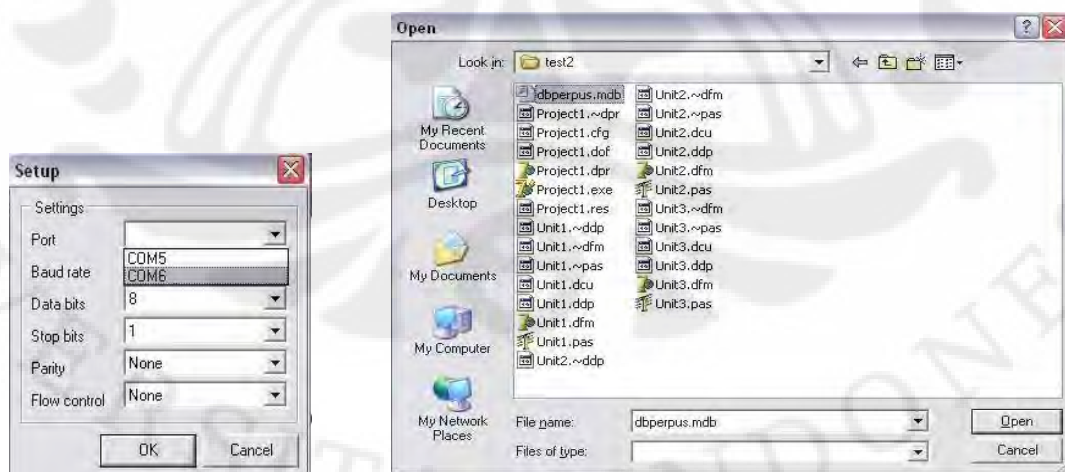 Setup
Settings
Port
COM5
COM6
Baud rate
Data bits 8
Stop bits 1
Parity None
Flow control None
OK Cancel
Open
Look in: test2
My Recent Documents
Desktop
My Documents
My Computer
My Network Places
dbperpus.mdb
Project1.~dpr
Project1.cfg
Project1.dof
Project1.dpr
Project1.exe
Project1.res
Unit1.~ddp
Unit1.~dfm
Unit1.~pas
Unit1.dcu
Unit1.ddp
Unit1.dfm
Unit1.pas
Unit2.~ddp
Unit2.~dfm
Unit2.~pas
Unit2.dcu
Unit2.ddp
Unit2.dfm
Unit2.pas
Unit3.~dfm
Unit3.~pas
Unit3.dcu
Unit3.ddp
Unit3.dfm
Unit3.pas
File name: dbperpus.mdb Open
Files of type: Cancel